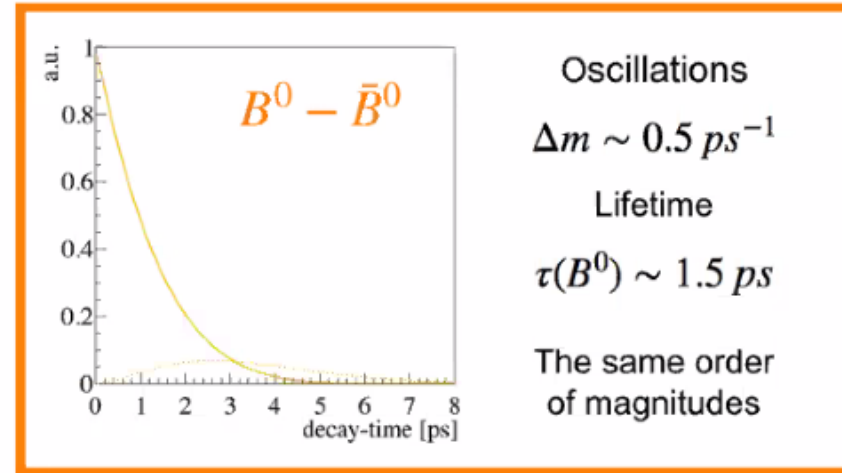 a.u.
1
0.8
0.6
0.4
0.2
0
0 1 2 3 4 5 6 7 8
decay-time [ps]
B⁰ − B̄⁰
Oscillations
Δm ∼ 0.5 ps⁻¹
Lifetime
τ(B⁰) ∼ 1.5 ps
The same order
of magnitudes